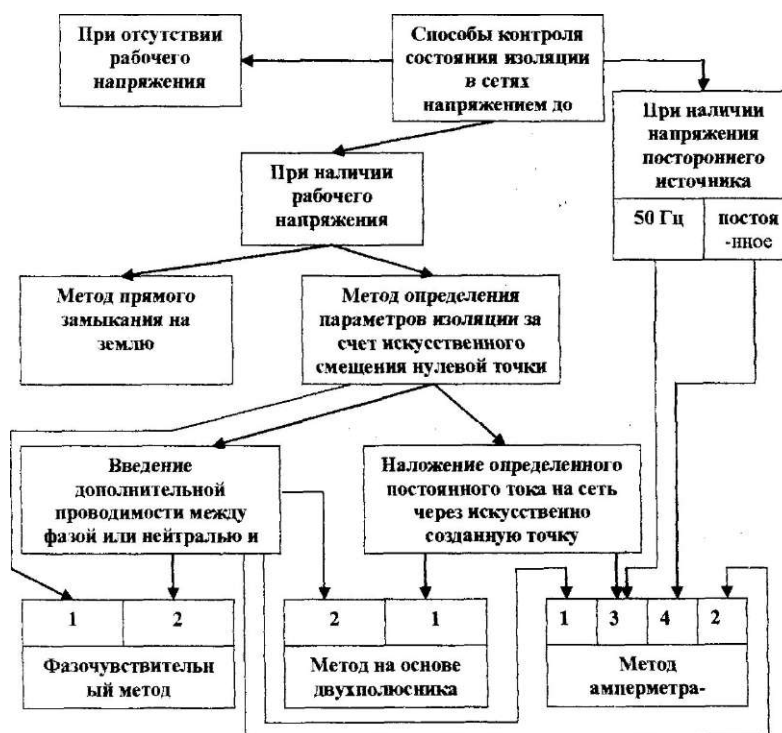 При отсутствии
рабочего
напряжения
Способы контроля
состояния изоляции
в сетях
напряжением до
При наличии
напряжения
постороннего
источника
50 Гц
постоя
-нное
При наличии
рабочего
напряжения
Метод прямого
замыкания на
землю
Метод определения
параметров изоляции за
счет искусственного
смещения нулевой точки
Введение
дополнительной
проводимости между
фазой или нейтралью и
Наложение определенного
постоянного тока на сеть
через искусственно
созданную точку
1 2
Фазочувствительн
ый метод
2 1
Метод на основе
двухполюсника
1 3 4 2
Метод
амперметра-